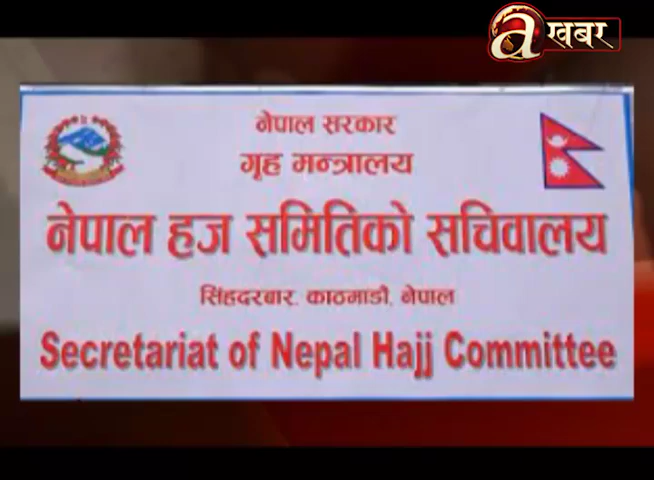 a खबर
नेपाल सरकार
गृह मन्त्रालय
नेपाल हज समितिको सचिवालय
सिंहदरबार, काठमाडौं, नेपाल
Secretariat of Nepal Hajj Committee